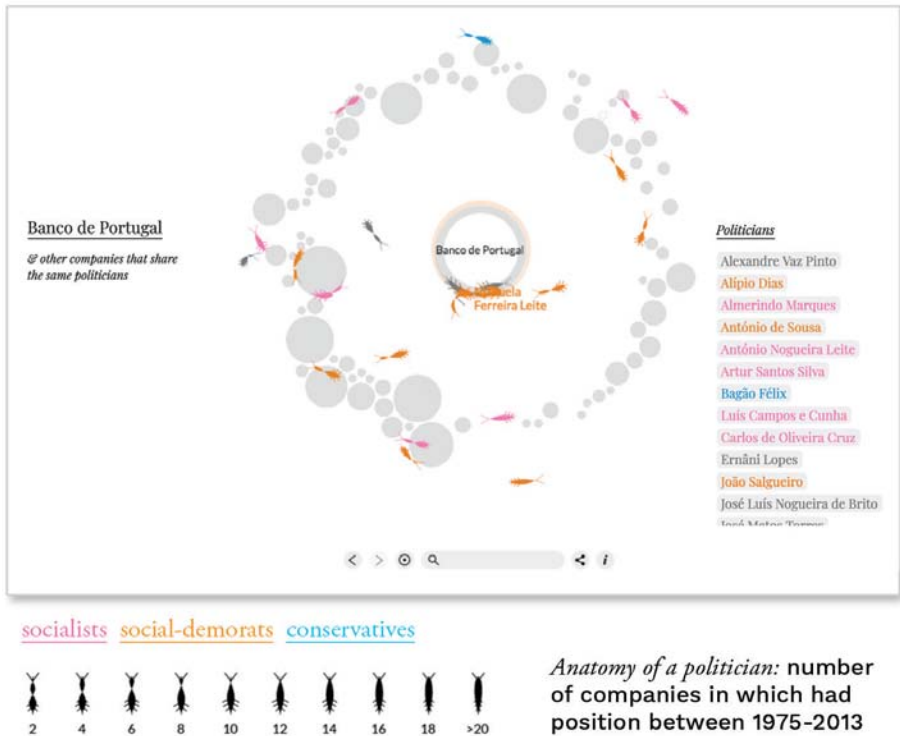 Banco de Portugal
& other companies that share
the same politicians
Banco de Portugal
Ferreira Leite
Politicians
Alexandre Vaz Pinto
Alípio Dias
Almerindo Marques
António de Sousa
António Nogueira Leite
Artur Santos Silva
Bagão Félix
Luís Campos e Cunha
Carlos de Oliveira Cruz
Ernâni Lopes
João Salgueiro
José Luís Nogueira de Brito
socialists social-demorats conservatives
2 4 6 8 10 12 14 16 18 >20
Anatomy of a politician: number
of companies in which had
position between 1975-2013